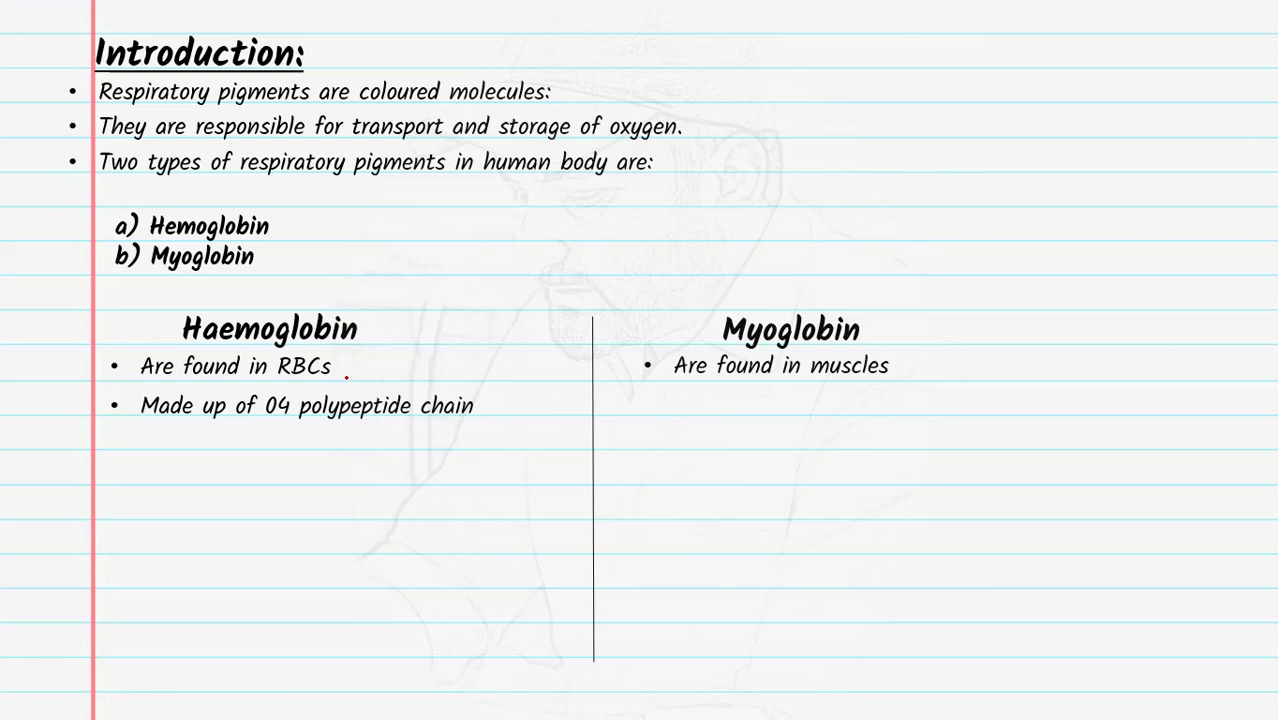 Introduction:
• Respiratory pigments are coloured molecules:
• They are responsible for transport and storage of oxygen.
• Two types of respiratory pigments in human body are:
a) Hemoglobin
b) Myoglobin
Haemoglobin
• Are found in RBCs
• Made up of 04 polypeptide chain
Myoglobin
• Are found in muscles